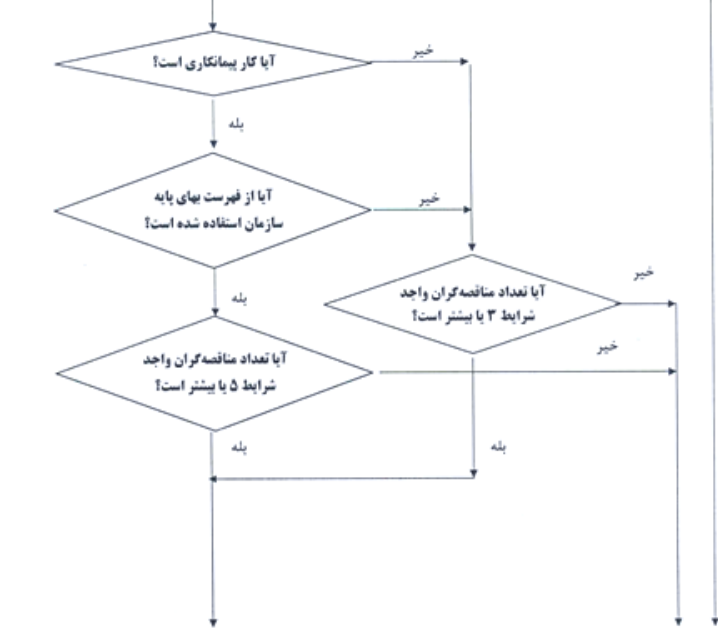 آیا کار پیمانکاری است؟
خیر
بله
آیا از فهرست بهای پایه
سازمان استفاده شده است؟
خیر
بله
آیا تعداد مناقصه‌گران واجد
شرایط ۳ یا بیشتر است؟
خیر
آیا تعداد مناقصه‌گران واجد
شرایط ۵ یا بیشتر است؟
خیر
بله
بله